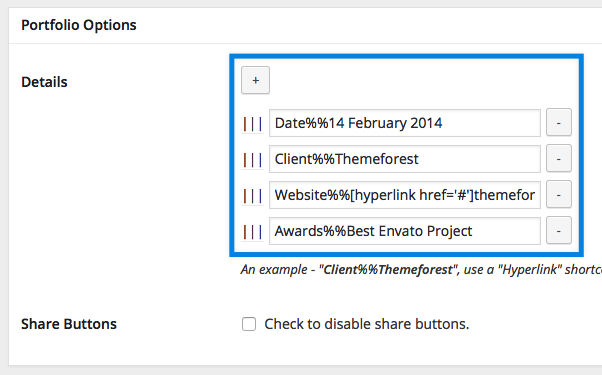 Portfolio Options
Details
+
||| Date%%14 February 2014 -
||| Client%%Themeforest -
||| Website%%[hyperlink href='#']themefor -
||| Awards%%Best Envato Project -
An example - "Client%%Themeforest", use a "Hyperlink" shortc
Share Buttons
Check to disable share buttons.